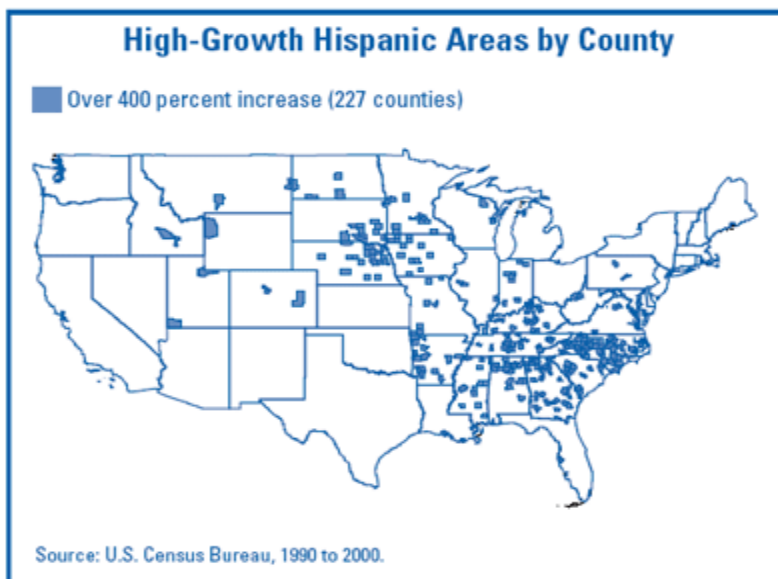 High-Growth Hispanic Areas by County
Over 400 percent increase (227 counties)
Source: U.S. Census Bureau, 1990 to 2000.